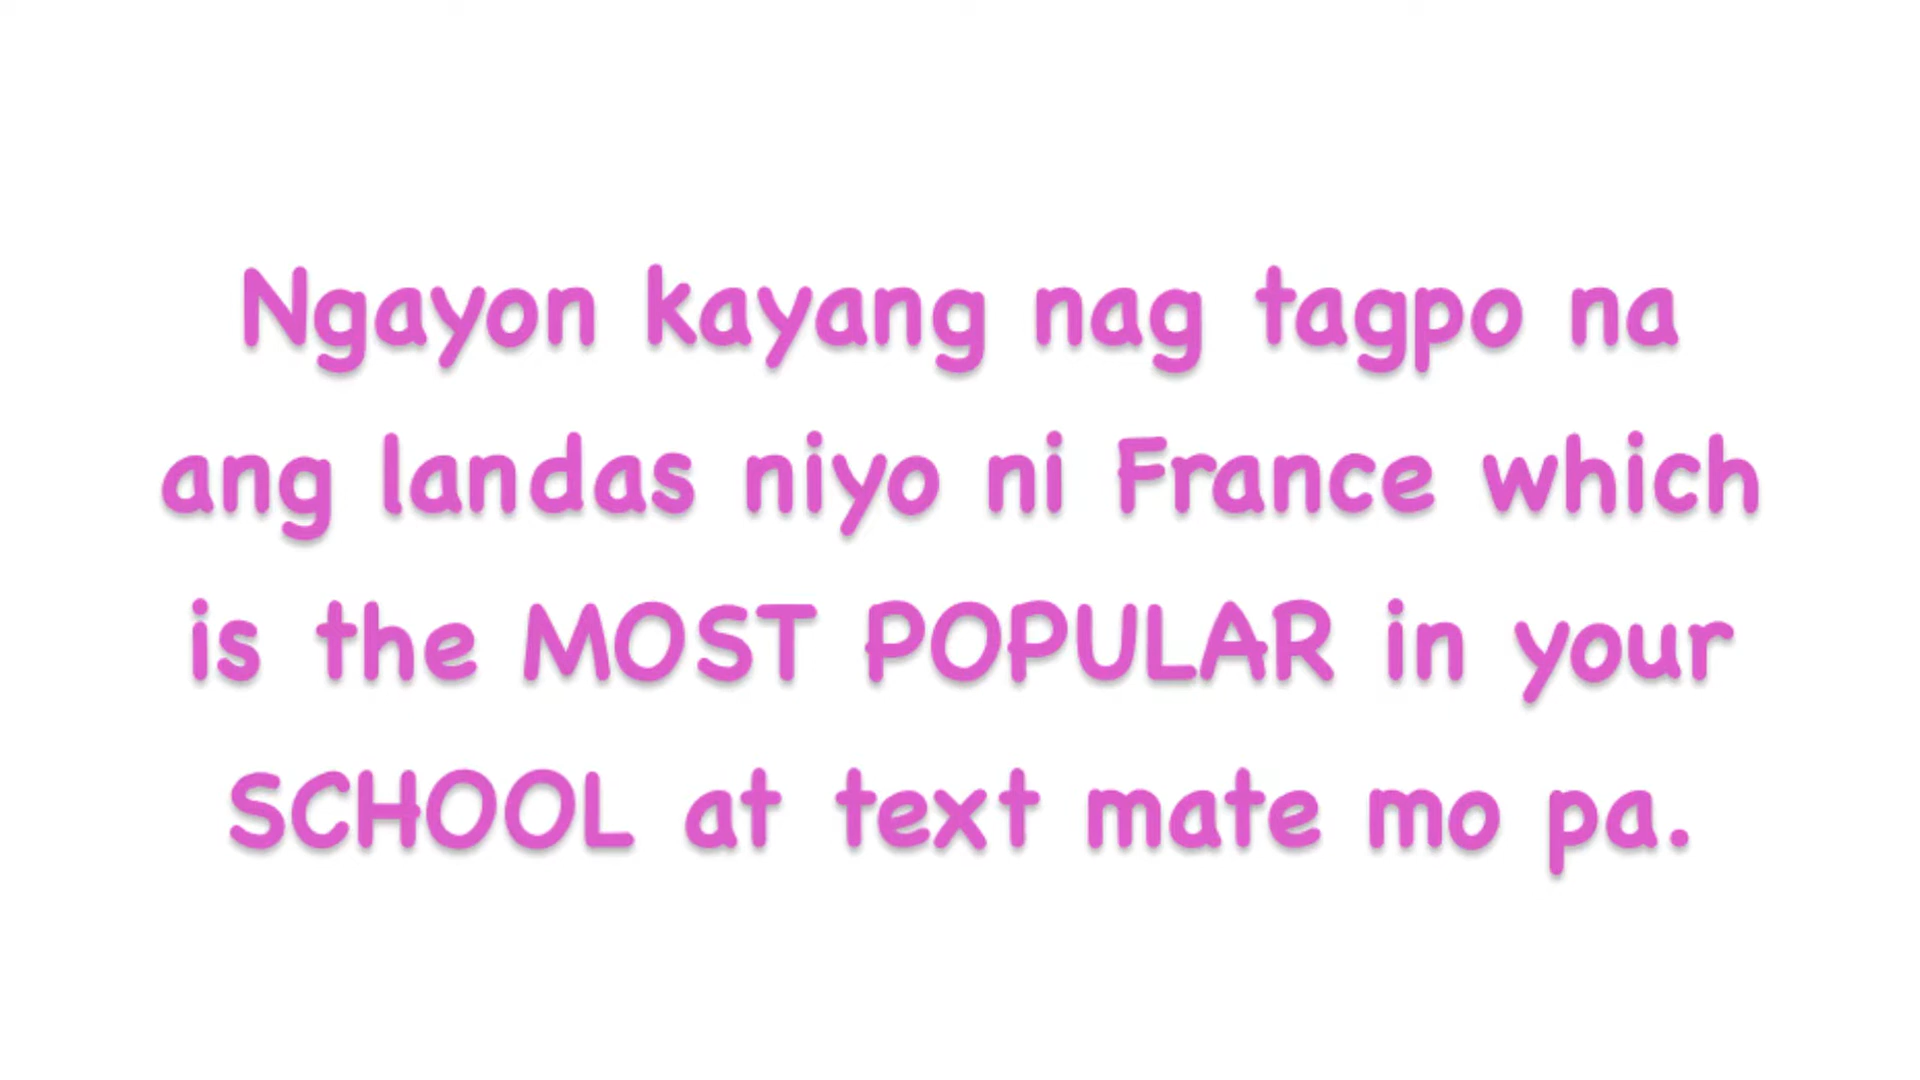 Ngayon kayang nag tagpo na
ang landas niyo ni France which
is the MOST POPULAR in your
SCHOOL at text mate mo pa.